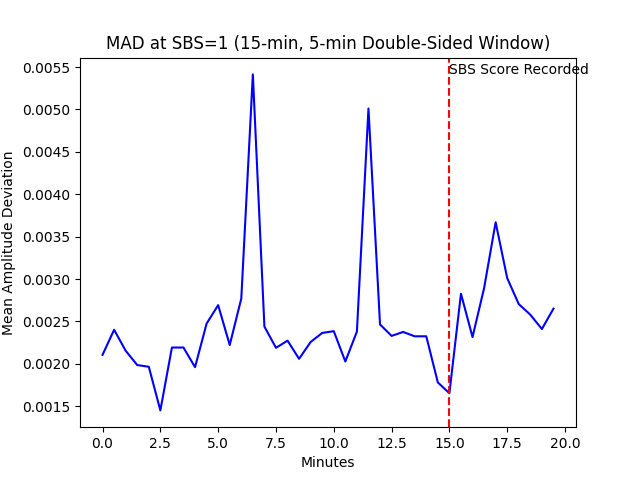 MAD at SBS=1 (15-min, 5-min Double-Sided Window)
SBS Score Recorded
Mean Amplitude Deviation
0.0055
0.0050
0.0045
0.0040
0.0035
0.0030
0.0025
0.0020
0.0015
0.0 2.5 5.0 7.5 10.0 12.5 15.0 17.5 20.0
Minutes